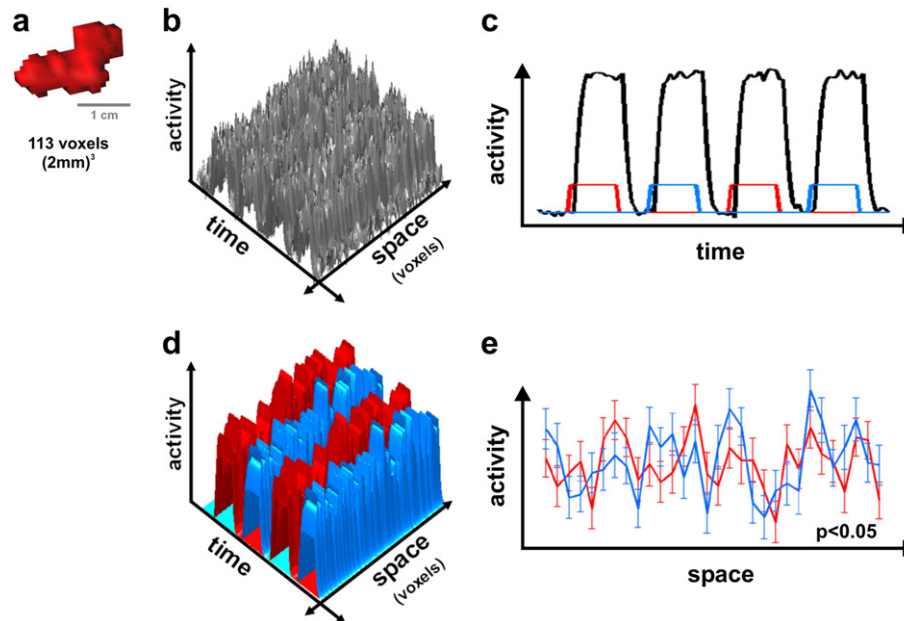 a
1 cm
113 voxels
(2mm)³
b
activity
time
space
(voxels)
c
activity
time
d
activity
time
space
(voxels)
e
activity
p<0.05
space